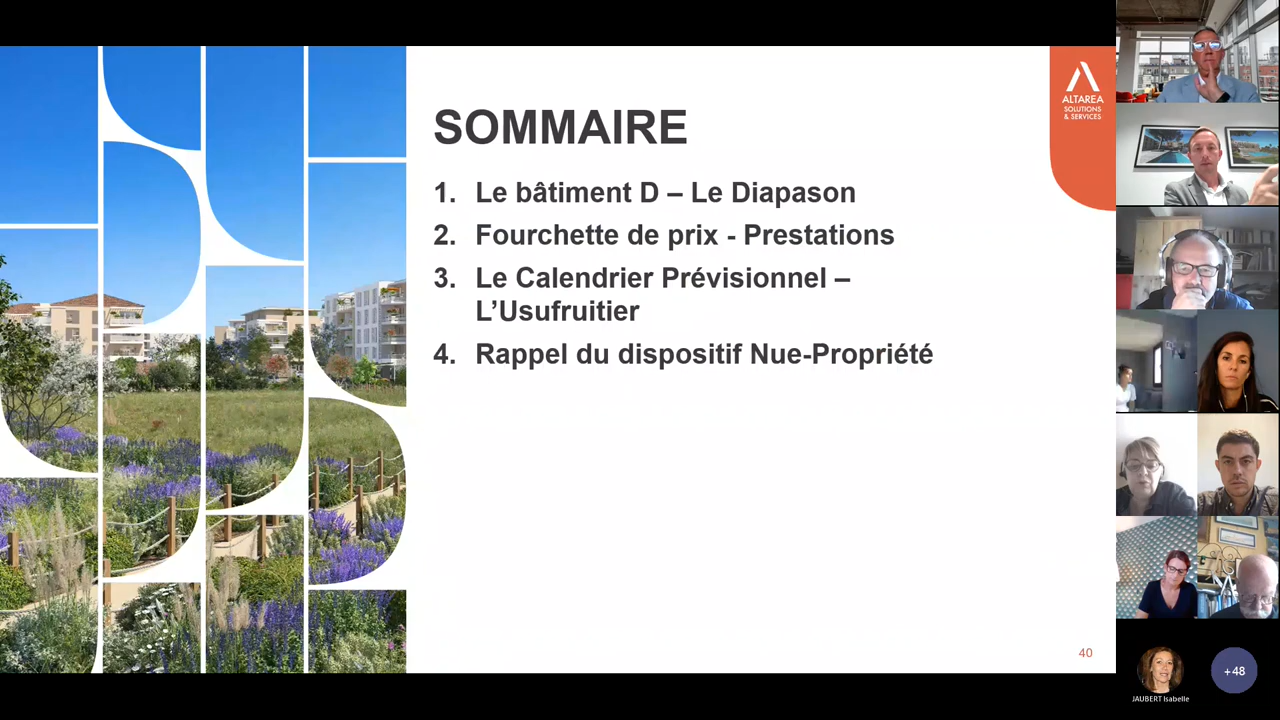 SOMMAIRE
1. Le bâtiment D – Le Diapason
2. Fourchette de prix - Prestations
3. Le Calendrier Prévisionnel –
L’Usufruitier
4. Rappel du dispositif Nue-Propriété
ALTAREA
SOLUTIONS
& SERVICES
40
JAUBERT Isabelle
+48